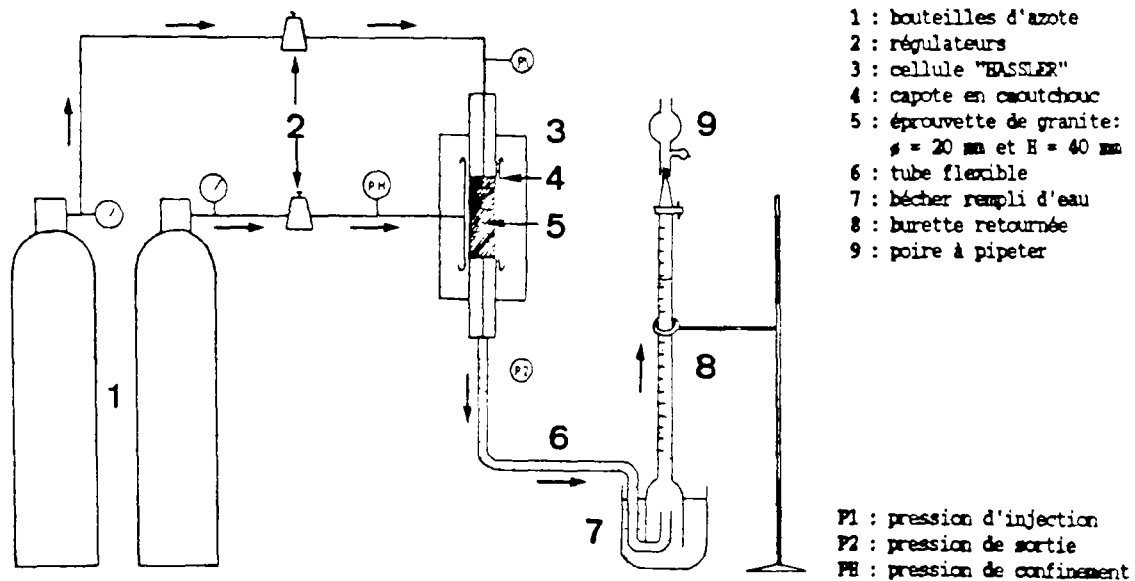 1 : bouteilles d'azote
2 : régulateurs
3 : cellule "HASSLER"
4 : capote en caoutchouc
5 : éprouvette de granite:
ø = 20 mm et H = 40 mm
6 : tube flexible
7 : bécher rempli d'eau
8 : burette retournée
9 : poire à pipeter
P1
2
3
9
4
PH
5
P2
1
8
6
7
P1 : pression d'injection
P2 : pression de sortie
PH : pression de confinement